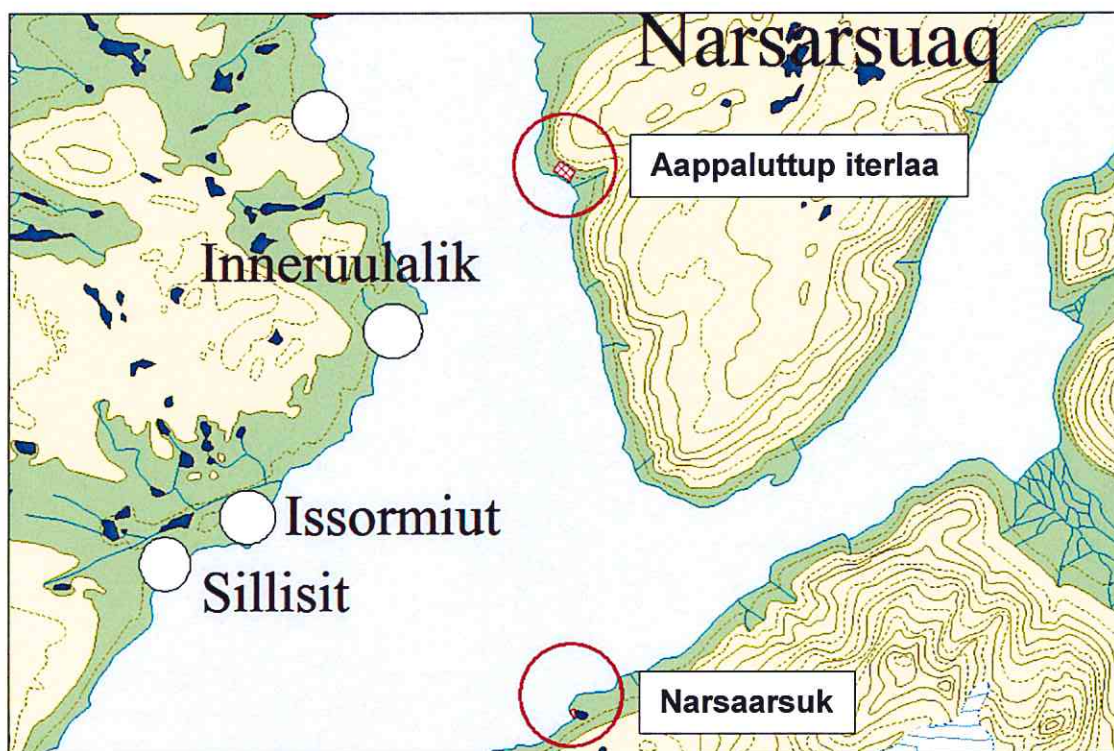 Narsarsuaq
Aappaluttup iterlaa
Inneruulalik
Issormiut
Sillisit
Narsaarsuk